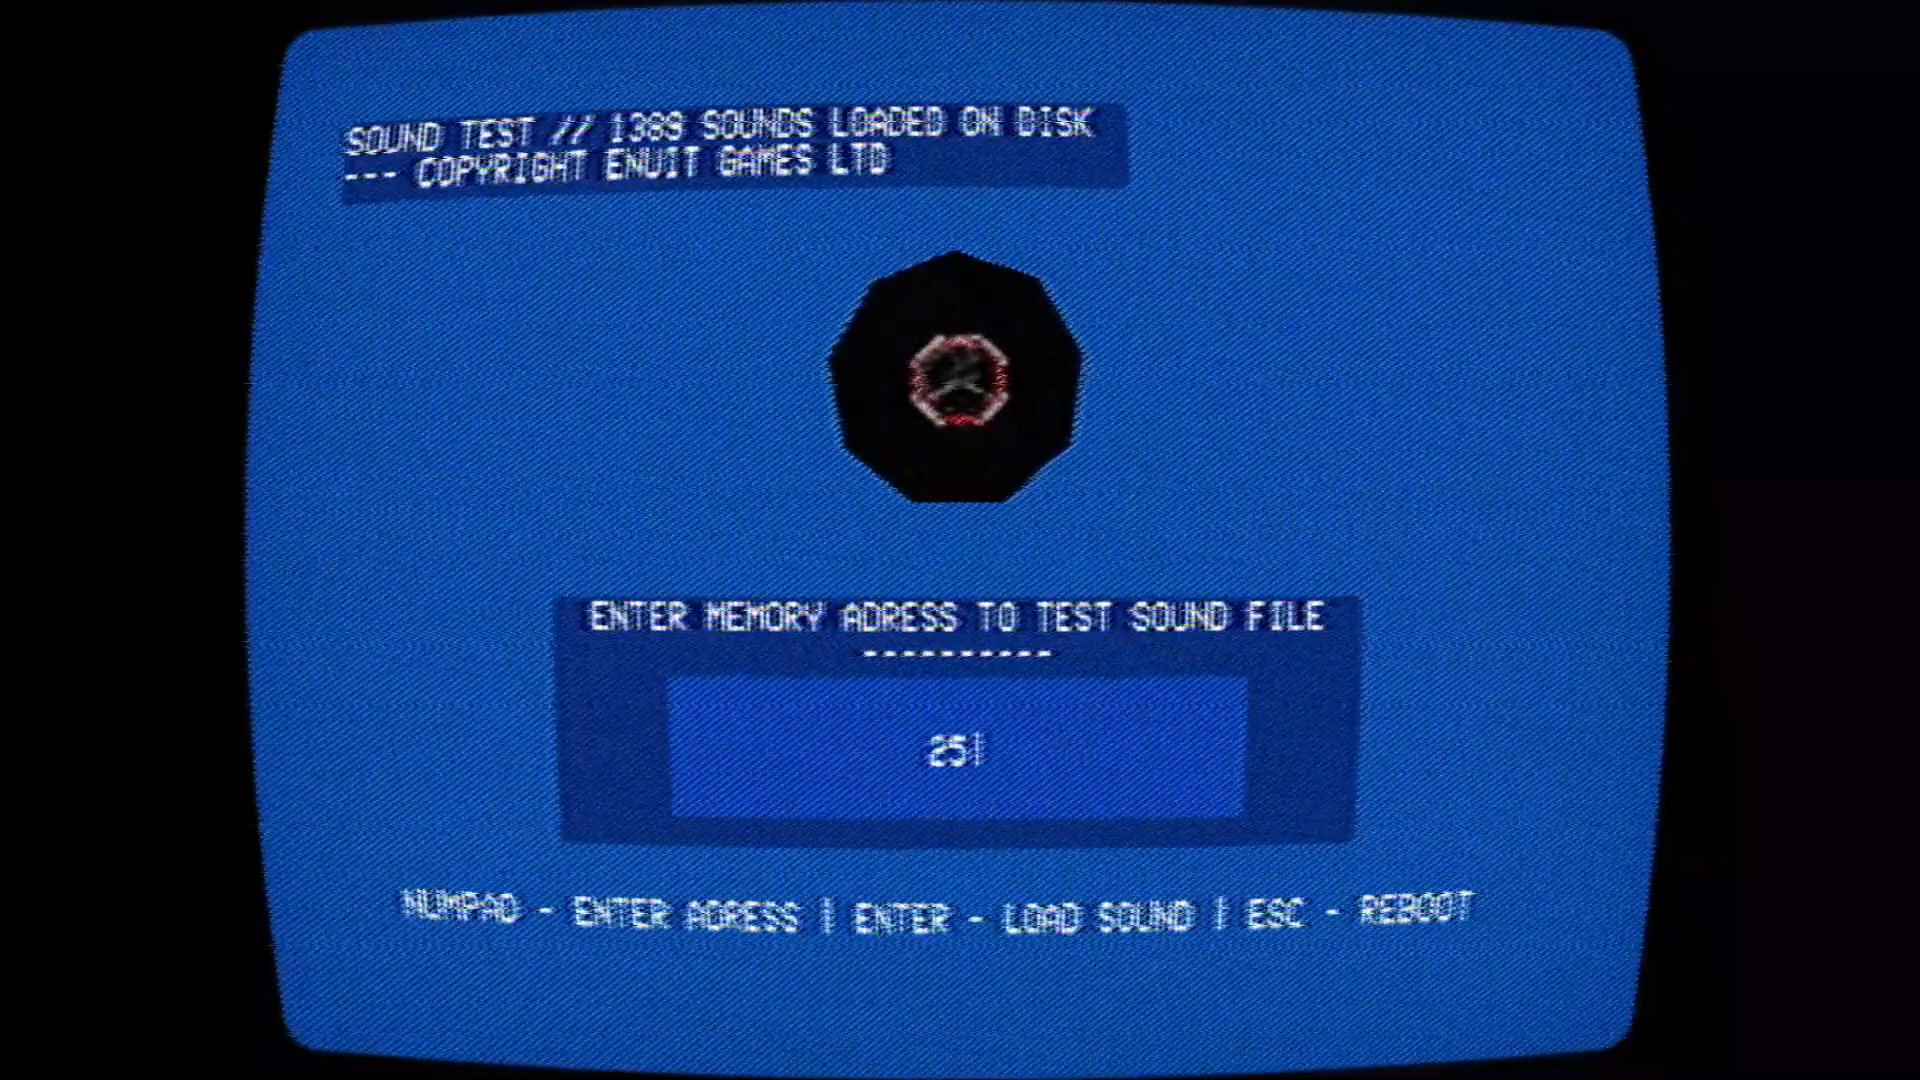 SOUND TEST // 1389 SOUNDS LOADED ON DISK
--- COPYRIGHT ENUIT GAMES LTD
ENTER MEMORY ADRESS TO TEST SOUND FILE
----------
25|
NUMPAD - ENTER ADRESS | ENTER - LOAD SOUND | ESC - REBOOT